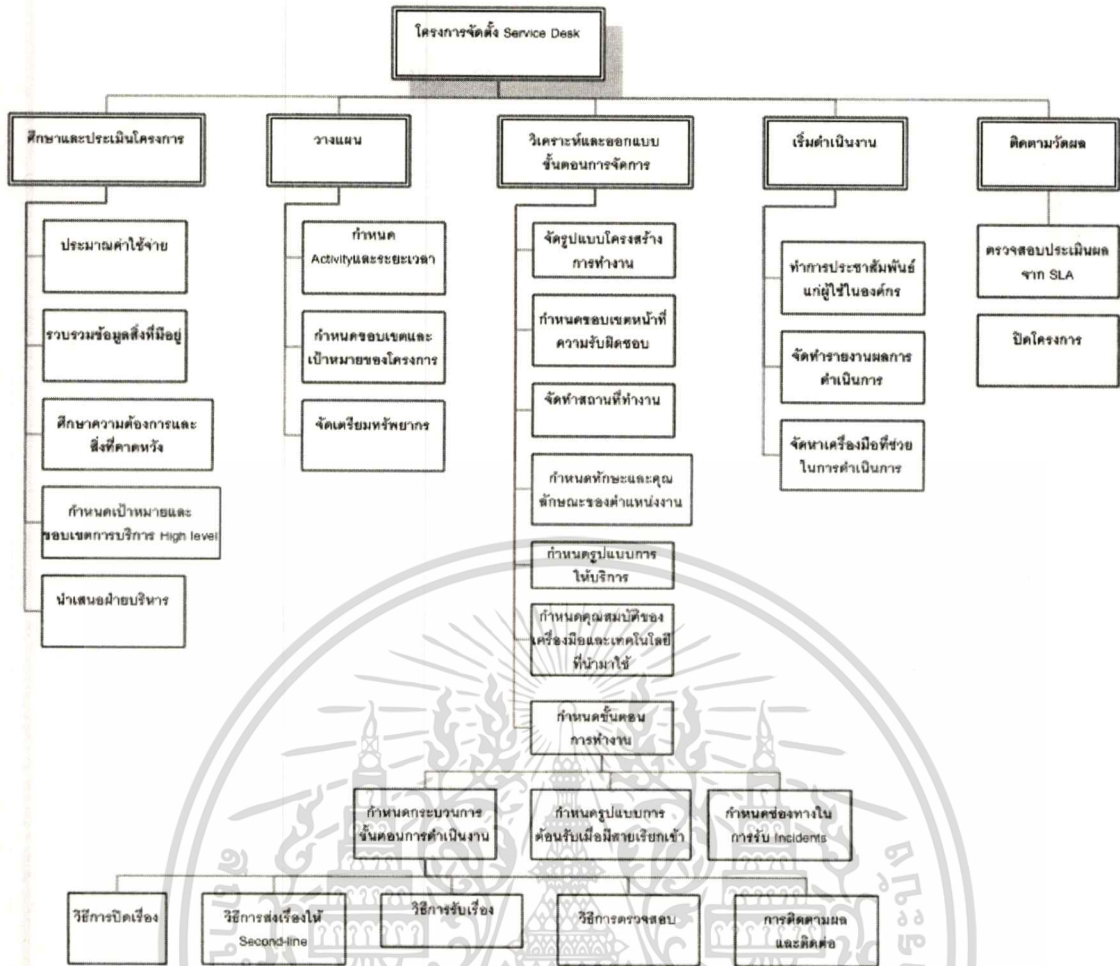 โครงการจัดตั้ง Service Desk
ศึกษาและประเมินโครงการ
วางแผน
วิเคราะห์และออกแบบ
ขั้นตอนการจัดการ
เริ่มดำเนินงาน
ติดตามวัดผล
ประมาณค่าใช้จ่าย
รวบรวมข้อมูลสิ่งที่มีอยู่
ศึกษาความต้องการและ
สิ่งที่คาดหวัง
กำหนดเป้าหมายและ
ขอบเขตการบริการ High level
นำเสนอฝ่ายบริหาร
กำหนด
Activityและระยะเวลา
กำหนดขอบเขตและ
เป้าหมายของโครงการ
จัดเตรียมทรัพยากร
จัดรูปแบบโครงสร้าง
การทำงาน
กำหนดขอบเขตหน้าที่
ความรับผิดชอบ
จัดทำสถานที่ทำงาน
กำหนดทักษะและคุณ
ลักษณะของตำแหน่งงาน
กำหนดรูปแบบการ
ให้บริการ
กำหนดคุณสมบัติของ
เครื่องมือและเทคโนโลยี
ที่นำมาใช้
กำหนดขั้นตอน
การทำงาน
ทำการประชาสัมพันธ์
แก่ผู้ใช้ในองค์กร
จัดทำรายงานผลการ
ดำเนินการ
จัดหาเครื่องมือที่ช่วย
ในการดำเนินการ
ตรวจสอบประเมินผล
จาก SLA
ปิดโครงการ
กำหนดกระบวนการ
ขั้นตอนการดำเนินงาน
กำหนดรูปแบบการ
ต้อนรับเมื่อมีสายเรียกเข้า
กำหนดช่องทางใน
การรับ Incidents
วิธีการปิดเรื่อง
วิธีการส่งเรื่องให้
Second-line
วิธีการรับเรื่อง
วิธีการตรวจสอบ
การติดตามผล
และติดต่อ